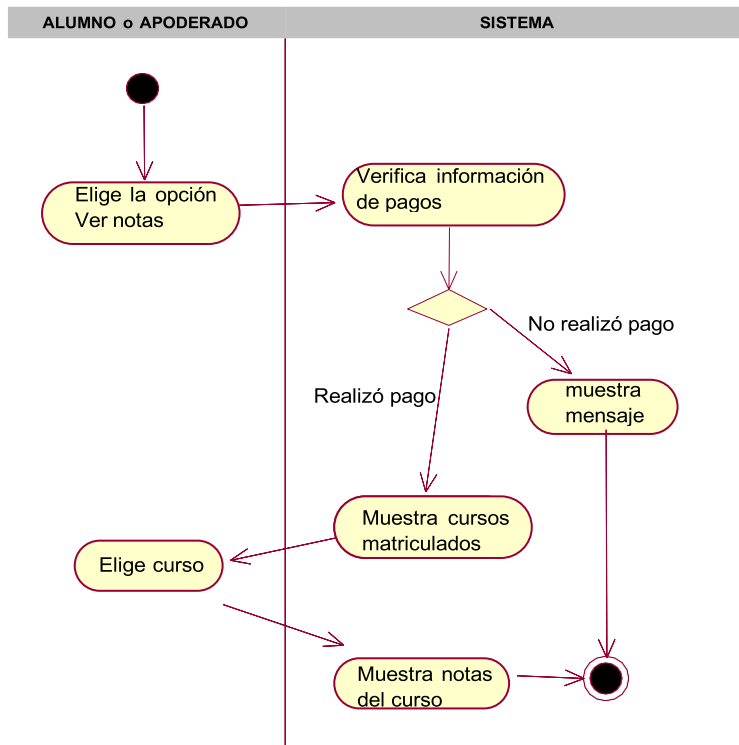 ALUMNO o APODERADO
SISTEMA
Elige la opción
Ver notas
Verifica información
de pagos
No realizó pago
Realizó pago
muestra
mensaje
Muestra cursos
matriculados
Elige curso
Muestra notas
del curso